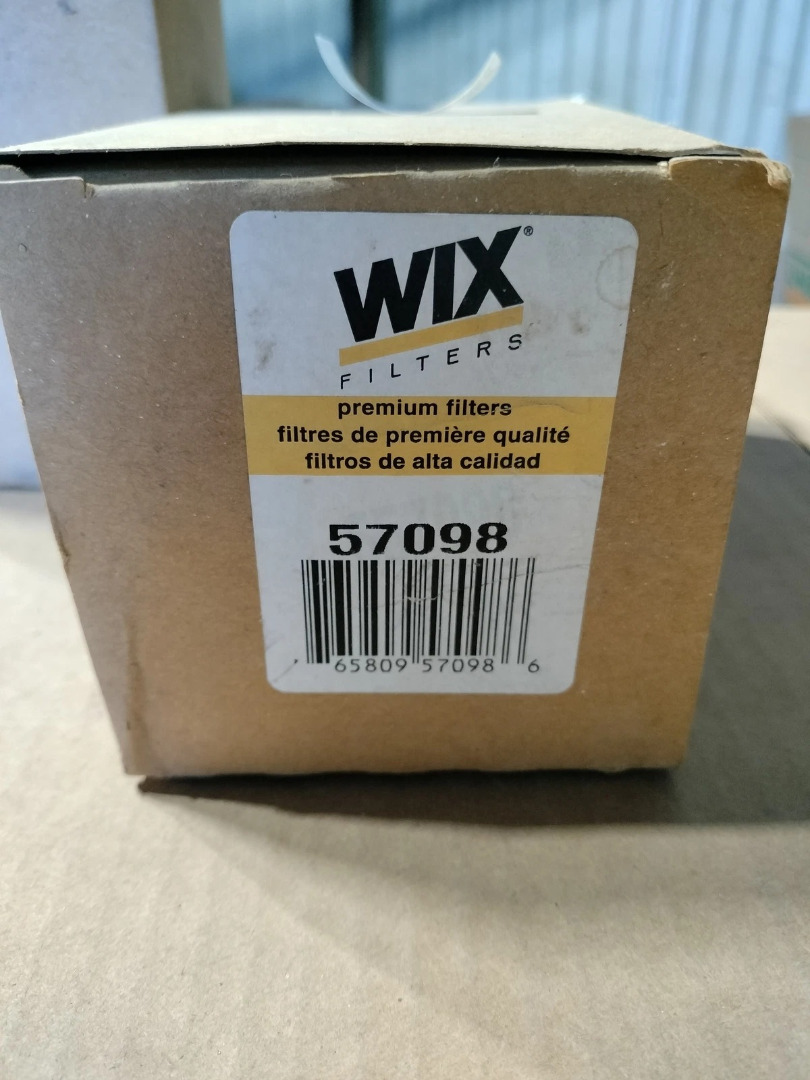 WIX®
FILTERS
premium filters
filtres de première qualité
filtros de alta calidad
57098
65809 57098 6